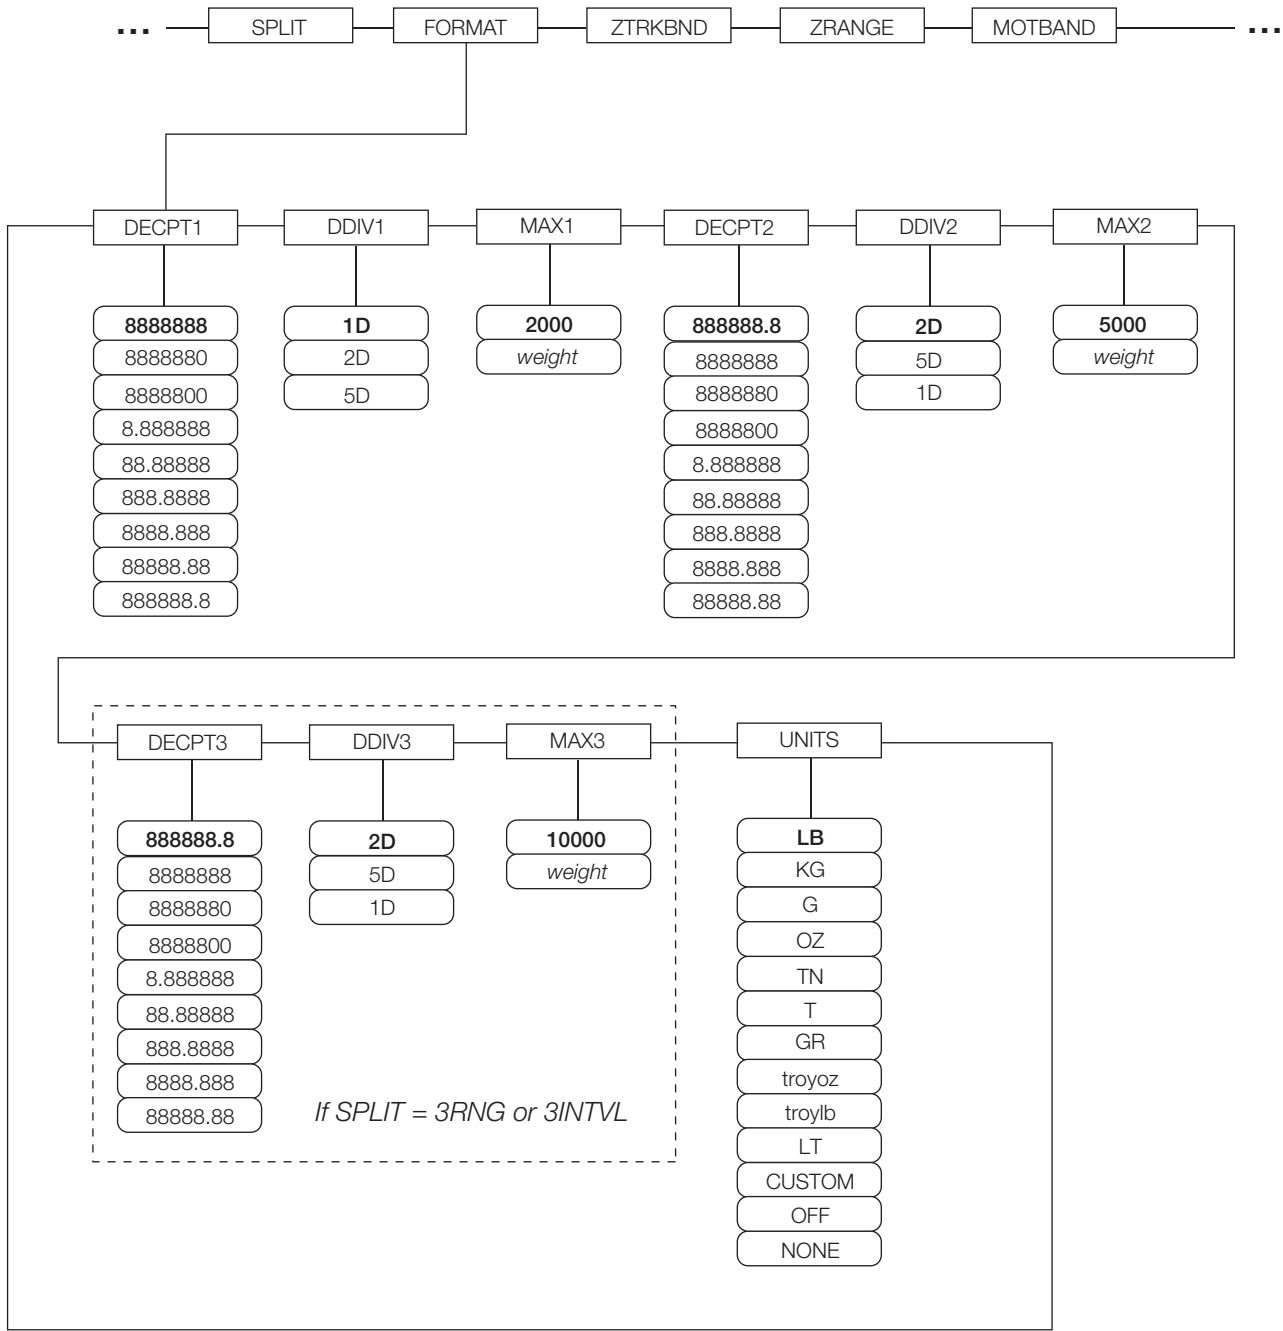 ... SPLIT FORMAT ZTRKBND ZRANGE MOTBAND ...
DECPT1 DDIV1 MAX1 DECPT2 DDIV2 MAX2
8888888 1D 2000 888888.8 2D 5000
8888880 2D weight 8888888 5D weight
8888800 5D 8888880 1D
8.888888 8888800
88.88888 8.888888
888.8888 88.88888
8888.888 888.8888
88888.88 8888.888
888888.8 88888.88
DECPT3 DDIV3 MAX3 UNITS
888888.8 2D 10000 LB
8888888 5D weight KG
8888880 1D G
8888800 OZ
8.888888 TN
88.88888 T
888.8888 GR
8888.888 troyoz
88888.88 If SPLIT = 3RNG or 3INTVL troylb
LT
CUSTOM
OFF
NONE